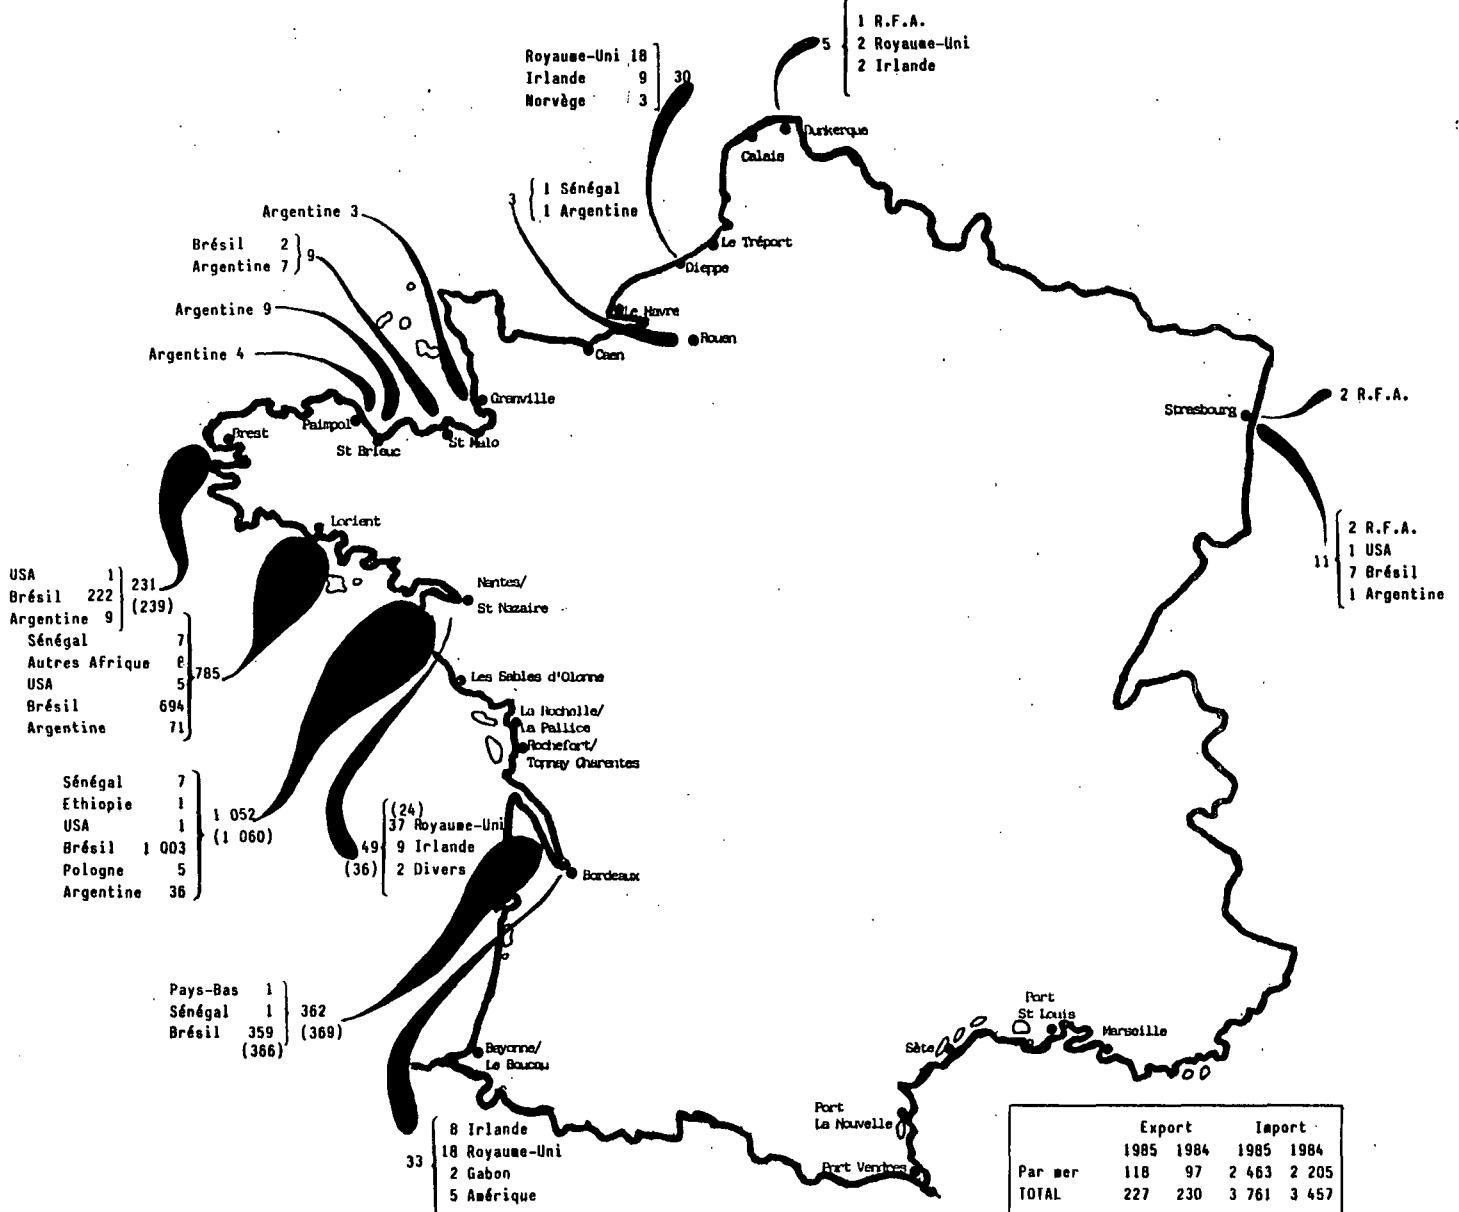 1 R.F.A.
5 2 Royaume-Uni
2 Irlande
Royaume-Uni 18
Irlande 9 30
Norvège 3
Dunkerque
Calais
3 1 Sénégal
1 Argentine
Argentine 3
Le Tréport
Brésil 2
Argentine 7 9
Dieppe
Argentine 9
Le Havre
Rouen
Argentine 4
Caen
Granville
2 R.F.A.
Strasbourg
Paimpol
Brest
St Brieuc
St Malo
Lorient
2 R.F.A.
1 USA
11 7 Brésil
1 Argentine
USA 1
Brésil 222
Argentine 9
231
(239)
Nantes/
St Nazaire
Sénégal 7
Autres Afrique
USA 5
Brésil 694
Argentine 71
785
Les Sables d'Olonne
La Rochelle/
La Pallice
Rochefort/
Tonnay Charentes
Sénégal 7
Ethiopie 1
USA 1
Brésil 1 003
Pologne 5
Argentine 36
1 052
(1 060)
(24)
37 Royaume-Uni
49 9 Irlande
(36) 2 Divers
Bordeaux
Pays-Bas 1
Sénégal 1
Brésil 359
(366)
362
(369)
Port
St Louis
Marseille
Sète
Bayonne/
Le Boucau
Port
La Nouvelle
Port Vendres
8 Irlande
18 Royaume-Uni
33 2 Gabon
5 Amérique
Export Import
1985 1984 1985 1984
Par mer 118 97 2 463 2 205
TOTAL 227 230 3 761 3 457